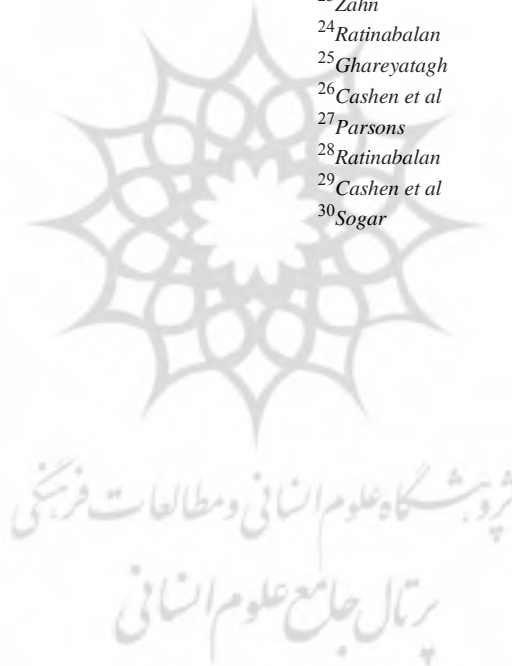 ²³Zahn
²⁴Ratinabalan
²⁵Ghareyatagh
²⁶Cashen et al
²⁷Parsons
²⁸Ratinabalan
²⁹Cashen et al
³⁰Sogar
پژوهشگاه علوم انسانی و مطالعات فرهنگی
پرتال جامع علوم انسانی